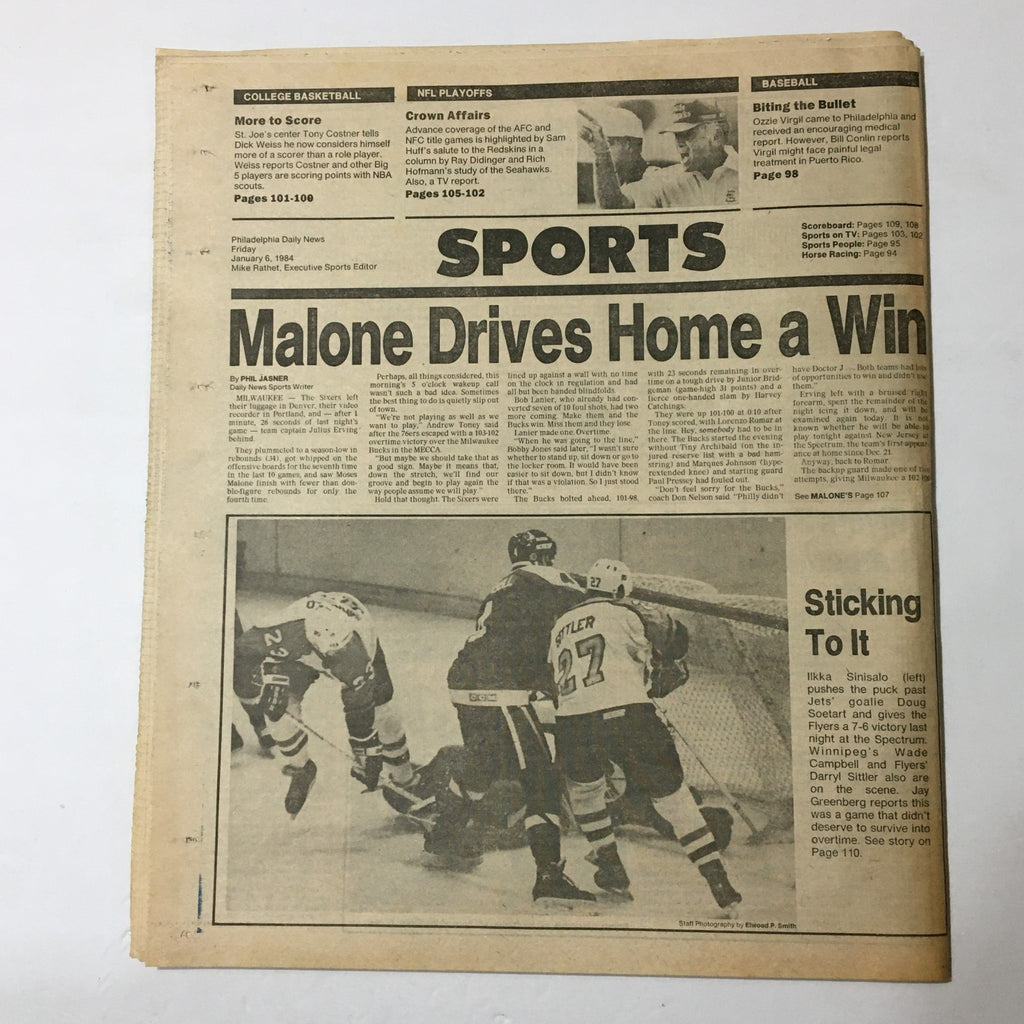 COLLEGE BASKETBALL
More to Score
St. Joe's center Tony Costner tells
Dick Weiss he now considers himself
more of a scorer than a role player.
Weiss reports Costner and other Big
5 players are scoring points with NBA
scouts.
Pages 101-100
NFL PLAYOFFS
Crown Affairs
Advance coverage of the AFC and
NFC title games is highlighted by Sam
Huff's salute to the Redskins in a
column by Ray Didinger and Rich
Hofmann's study of the Seahawks.
Also, a TV report.
Pages 105-102
BASEBALL
Biting the Bullet
Ozzie Virgil came to Philadelphia and
received an encouraging medical
report. However, Bill Conlin reports
Virgil might face painful legal
treatment in Puerto Rico.
Page 98
Philadelphia Daily News
Friday
January 6, 1984
Mike Rathet, Executive Sports Editor
SPORTS
Scoreboard: Pages 109, 108
Sports on TV: Pages 103, 102
Sports People: Page 95
Horse Racing: Page 94
Malone Drives Home a Win
By PHIL JASNER
Daily News Sports Writer
MILWAUKEE — The Sixers left
their luggage in Denver, their video
recorder in Portland, and — after 1
minute, 26 seconds of last night's
game — team captain Julius Erving
behind.
They plummeted to a season-low in
rebounds (34), got whipped on the
offensive boards for the seventh time
in the last 10 games, and saw Moses
Malone finish with fewer than dou-
ble-figure rebounds for only the
fourth time.
Perhaps, all things considered, this
morning's 5 o'clock wakeup call
wasn't such a bad idea. Sometimes
the best thing to do is quietly slip out
of town.
"We're not playing as well as we
want to play," Andrew Toney said
after the 76ers escaped with a 103-102
overtime victory over the Milwaukee
Bucks in the MECCA.
"But maybe we should take that as
a good sign. Maybe it means that,
down the stretch, we'll find our
groove and begin to play again the
way people assume we will play."
Hold that thought. The Sixers were
lined up against a wall with no time
on the clock in regulation and had
all but been handed blindfolds.
Bob Lanier, who already had con-
verted seven of 10 foul shots, had two
more coming. Make them and the
Bucks win. Miss them and they lose.
Lanier made one. Overtime.
"When he was going to the line,"
Bobby Jones said later, "I wasn't sure
whether to stand up, sit down or go to
the locker room. It would have been
easier to sit down, but I didn't know
if that was a violation. So I just stood
there."
The Bucks bolted ahead, 101-98,
with 23 seconds remaining in over-
time on a tough drive by Junior Brid-
geman (game-high 31 points) and a
fierce one-handed slam by Harvey
Catchings.
They were up 101-100 at 0:10 after
Toney scored, with Lorenzo Romar at
the line. Hey, somebody had to be in
there. The Bucks started the evening
without Tiny Archibald (on the in-
jured reserve list with a bad ham-
string) and Marques Johnson (hype-
rextended knee) and starting guard
Paul Pressey had fouled out.
"Don't feel sorry for the Bucks,"
coach Don Nelson said. "Philly didn't
have Doctor J ... Both teams had lots
of opportunities to win and didn't use
them."
Erving left with a bruised right
forearm, spent the remainder of the
night icing it down, and will be
examined again today. It is not
known whether he will be able to
play tonight against New Jersey at
the Spectrum, the team's first appear-
ance at home since Dec. 21.
Anyway, back to Romar.
The backup guard made one of two
attempts, giving Milwaukee a 102-100
See MALONE'S Page 107
27
SITTLER
27
29
Sticking
To It
Ilkka Sinisalo (left)
pushes the puck past
Jets' goalie Doug
Soetart and gives the
Flyers a 7-6 victory last
night at the Spectrum.
Winnipeg's Wade
Campbell and Flyers'
Darryl Sittler also are
on the scene. Jay
Greenberg reports this
was a game that didn't
deserve to survive into
overtime. See story on
Page 110.
Staff Photography by Elwood P. Smith